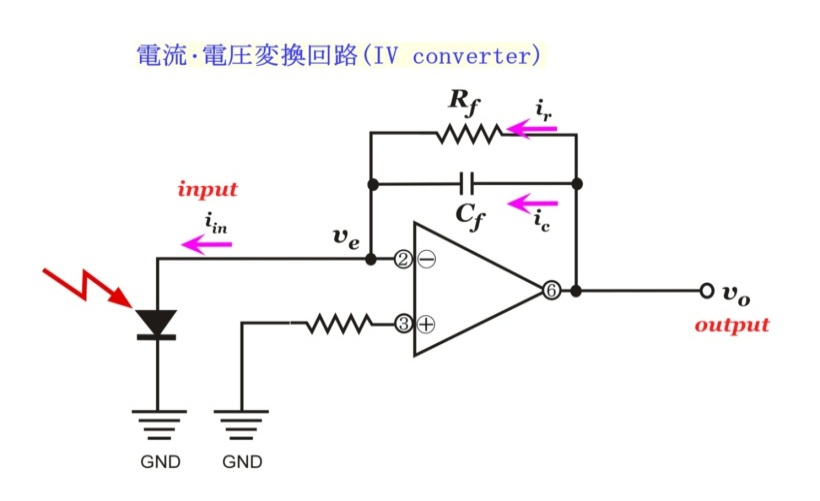 電流·電圧変換回路(IV converter)
Rf
ir
input
iin
Cf
ic
ve
②
⊖
⑥
vo
③
⊕
output
GND
GND